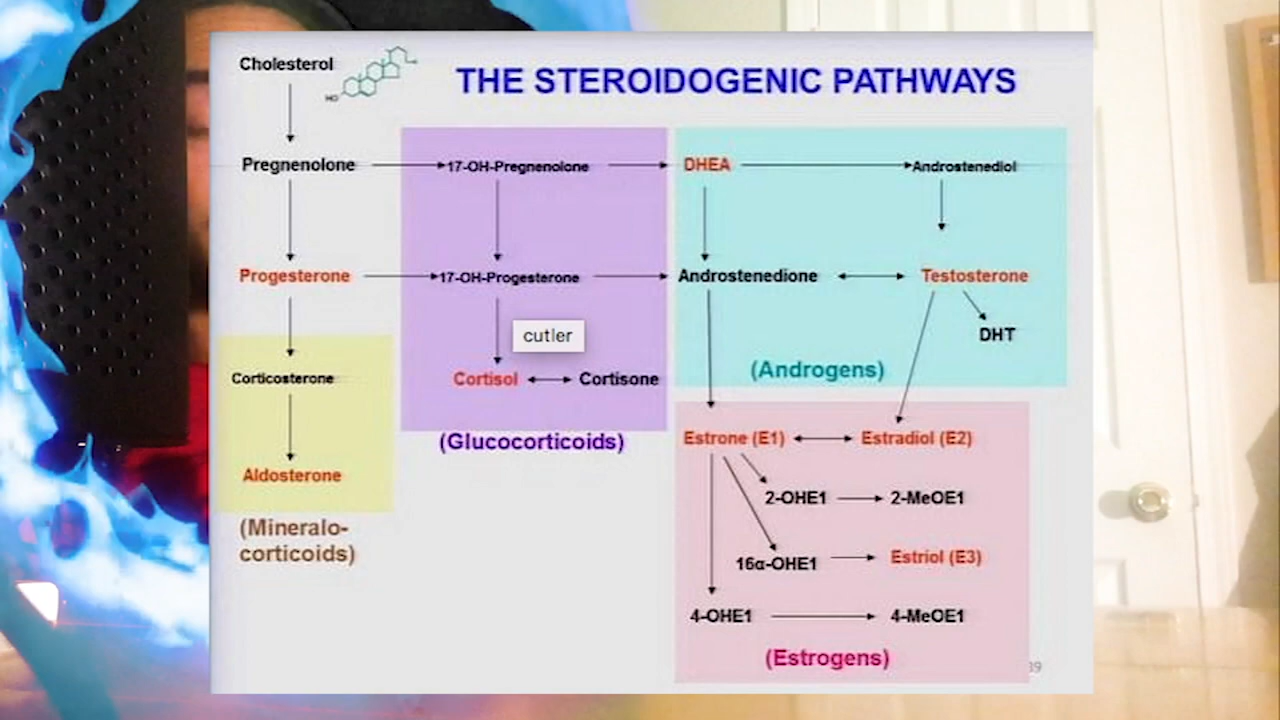 Cholesterol
HO
THE STEROIDOGENIC PATHWAYS
Pregnenolone
17-OH-Pregnenolone
DHEA
Androstenediol
Progesterone
17-OH-Progesterone
Androstenedione
Testosterone
cutler
DHT
Corticosterone
Cortisol
Cortisone
(Androgens)
(Glucocorticoids)
Estrone (E1)
Estradiol (E2)
Aldosterone
2-OHE1
2-MeOE1
(Mineralo-
corticoids)
16α-OHE1
Estriol (E3)
4-OHE1
4-MeOE1
(Estrogens)